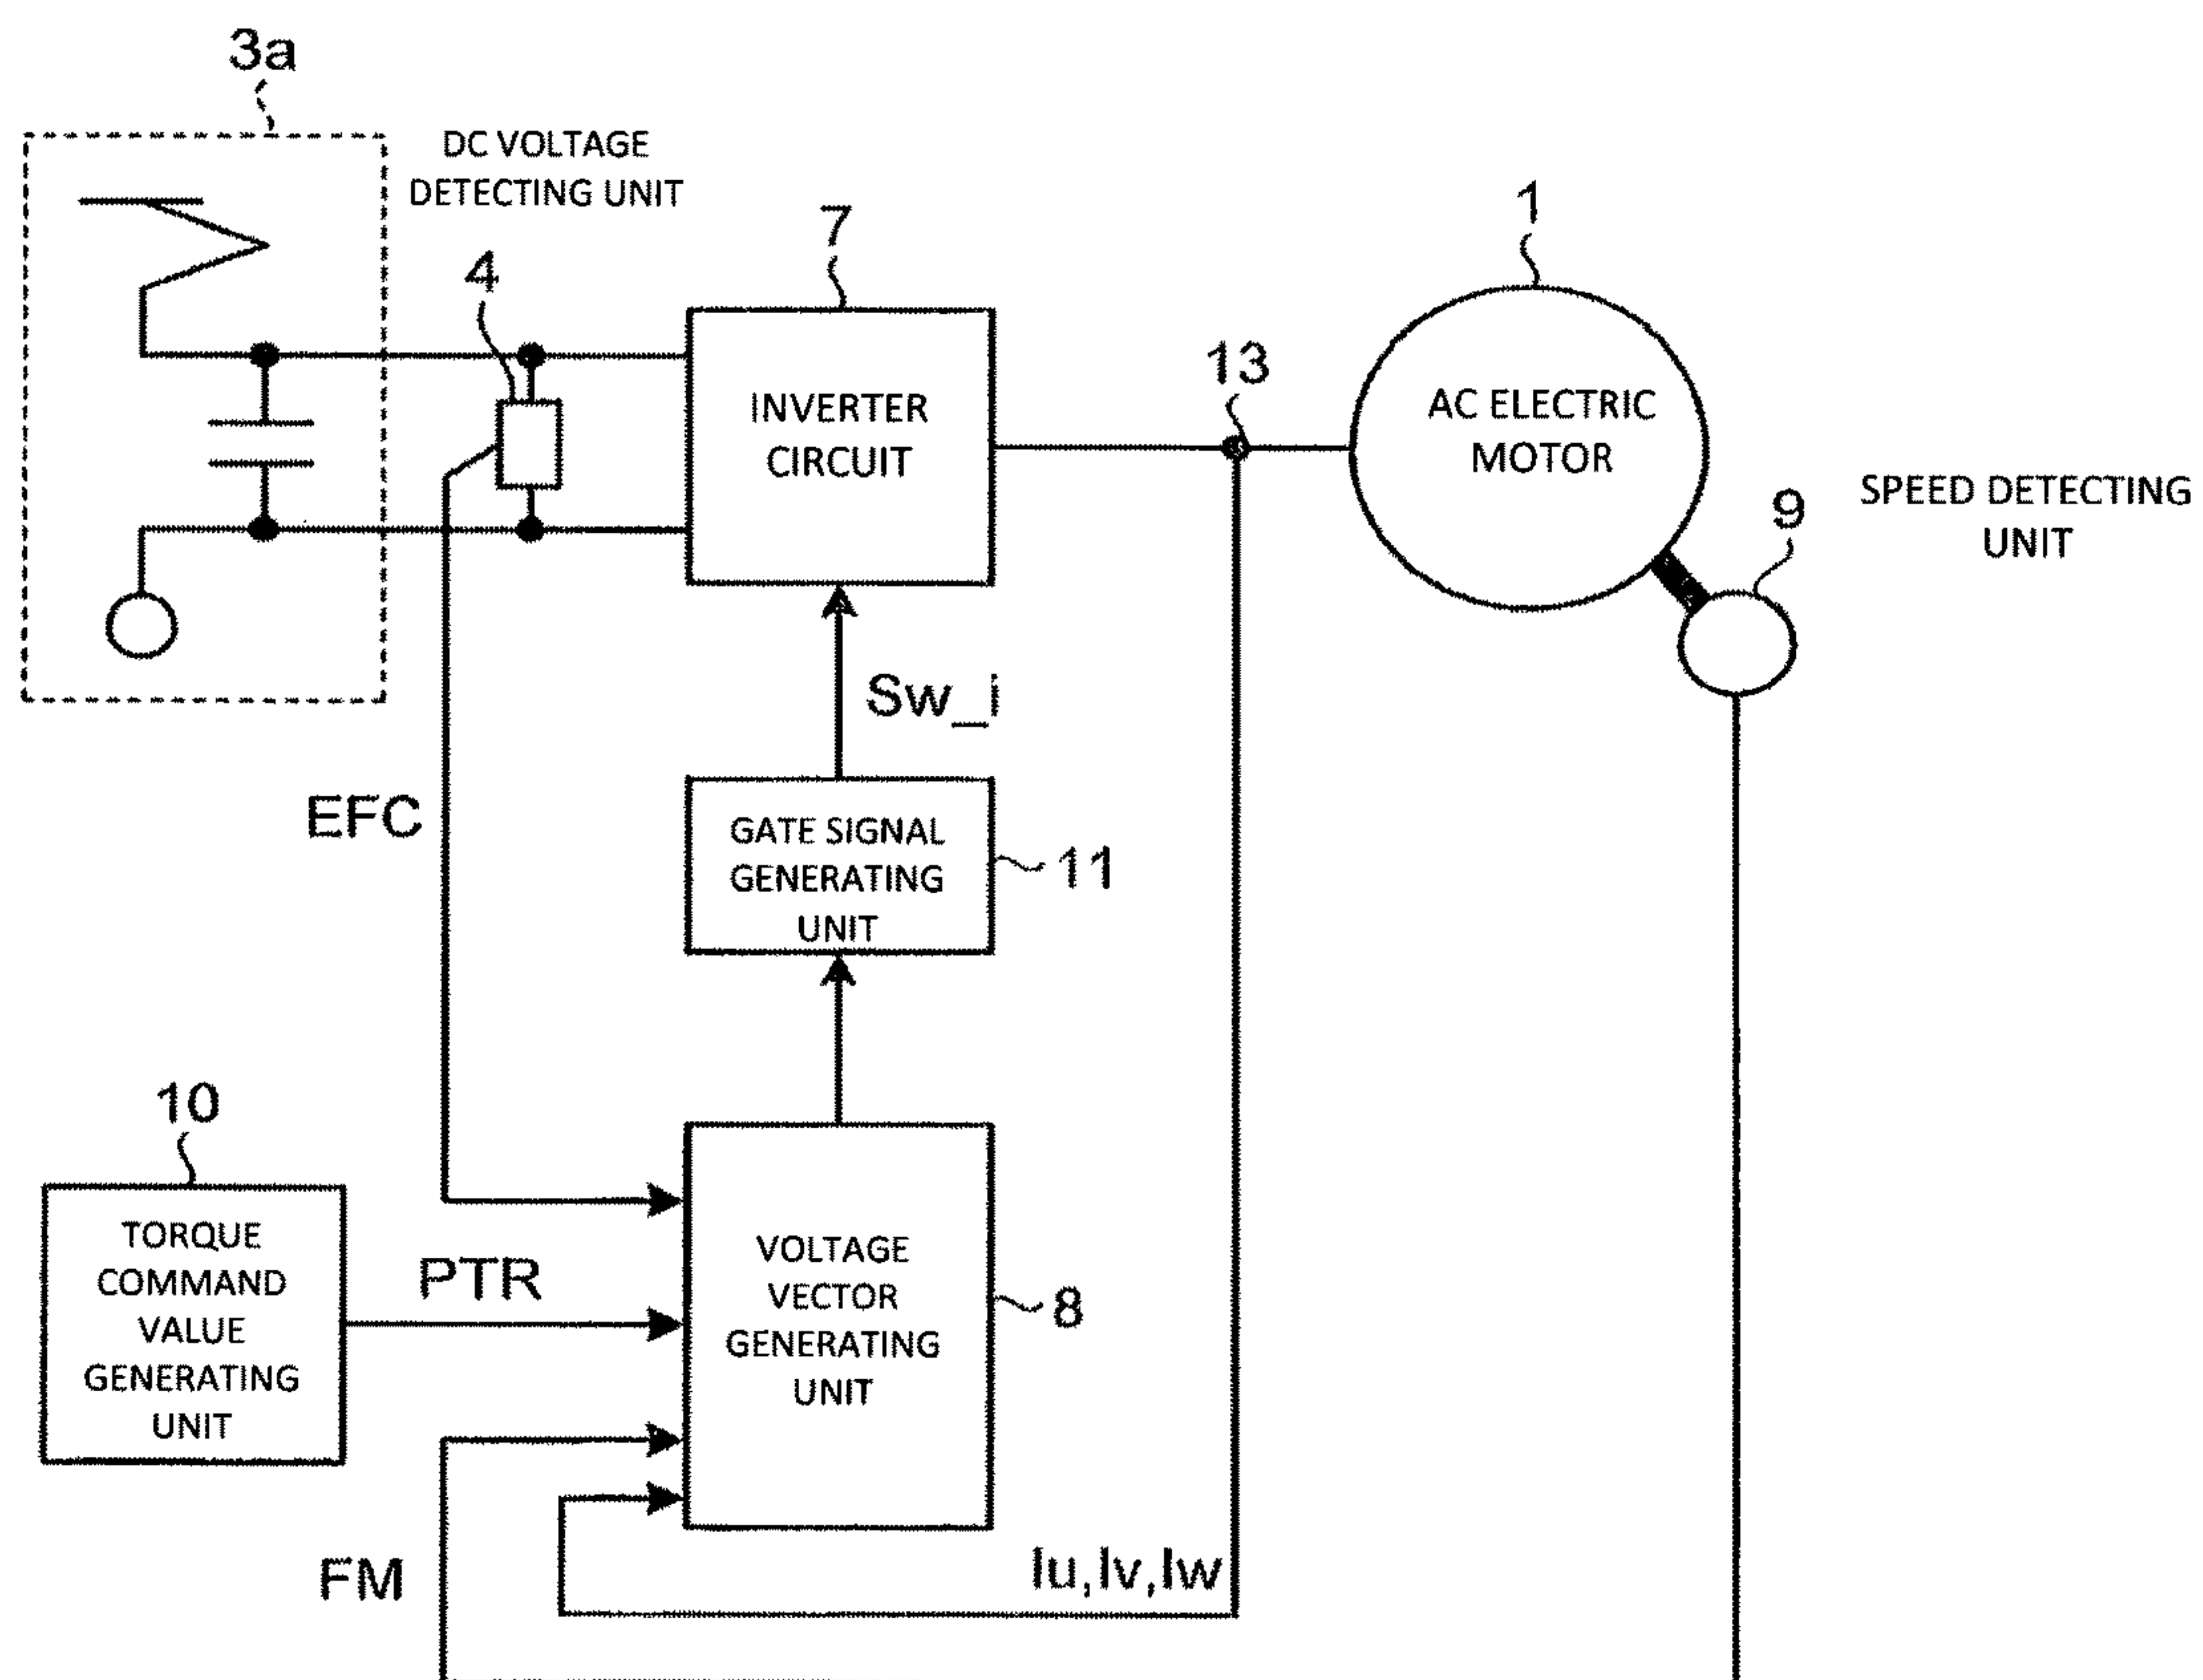 3a
DC VOLTAGE
DETECTING UNIT
4
7
INVERTER
CIRCUIT
13
1
AC ELECTRIC
MOTOR
9
SPEED DETECTING
UNIT
Sw_i
EFC
GATE SIGNAL
GENERATING
UNIT
11
10
TORQUE
COMMAND
VALUE
GENERATING
UNIT
PTR
VOLTAGE
VECTOR
GENERATING
UNIT
8
FM
Iu,Iv,Iw